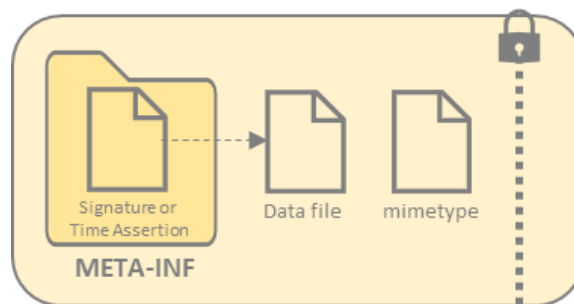 Signature or
Time Assertion
Data file
mimetype
META-INF